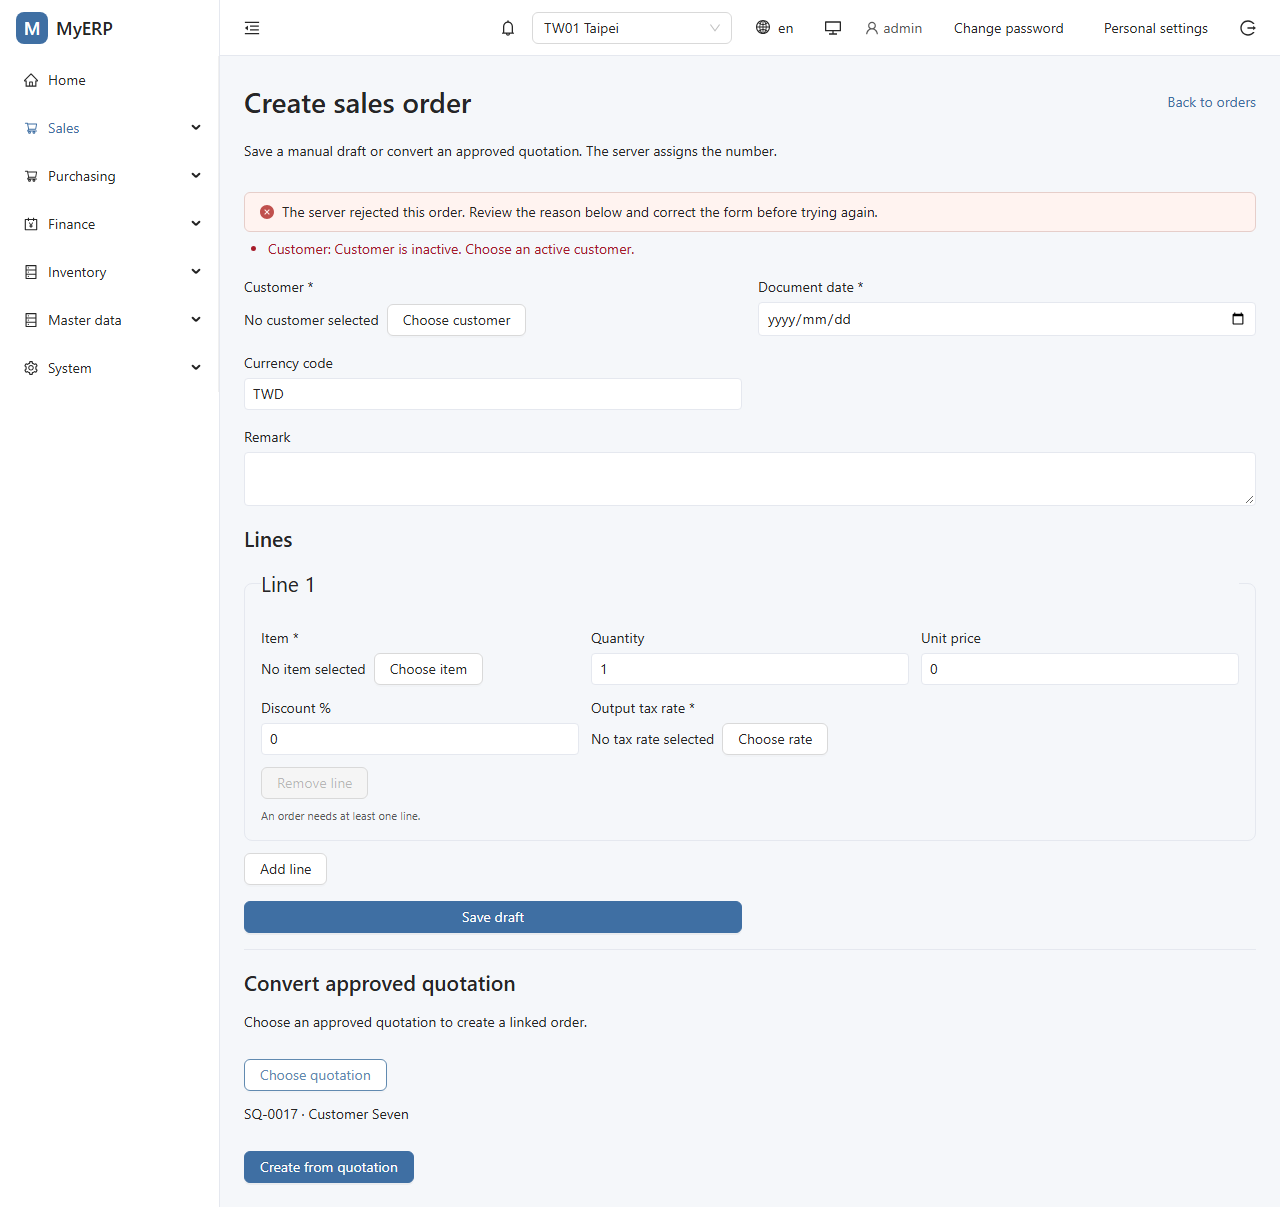 M MyERP
TW01 Taipei
en
admin
Change password
Personal settings
Home
Sales
Purchasing
Finance
Inventory
Master data
System
Create sales order
Back to orders
Save a manual draft or convert an approved quotation. The server assigns the number.
The server rejected this order. Review the reason below and correct the form before trying again.
• Customer: Customer is inactive. Choose an active customer.
Customer *
No customer selected
Choose customer
Document date *
yyyy/mm/dd
Currency code
TWD
Remark
Lines
Line 1
Item *
No item selected
Choose item
Quantity
1
Unit price
0
Discount %
0
Output tax rate *
No tax rate selected
Choose rate
Remove line
An order needs at least one line.
Add line
Save draft
Convert approved quotation
Choose an approved quotation to create a linked order.
Choose quotation
SQ-0017 · Customer Seven
Create from quotation